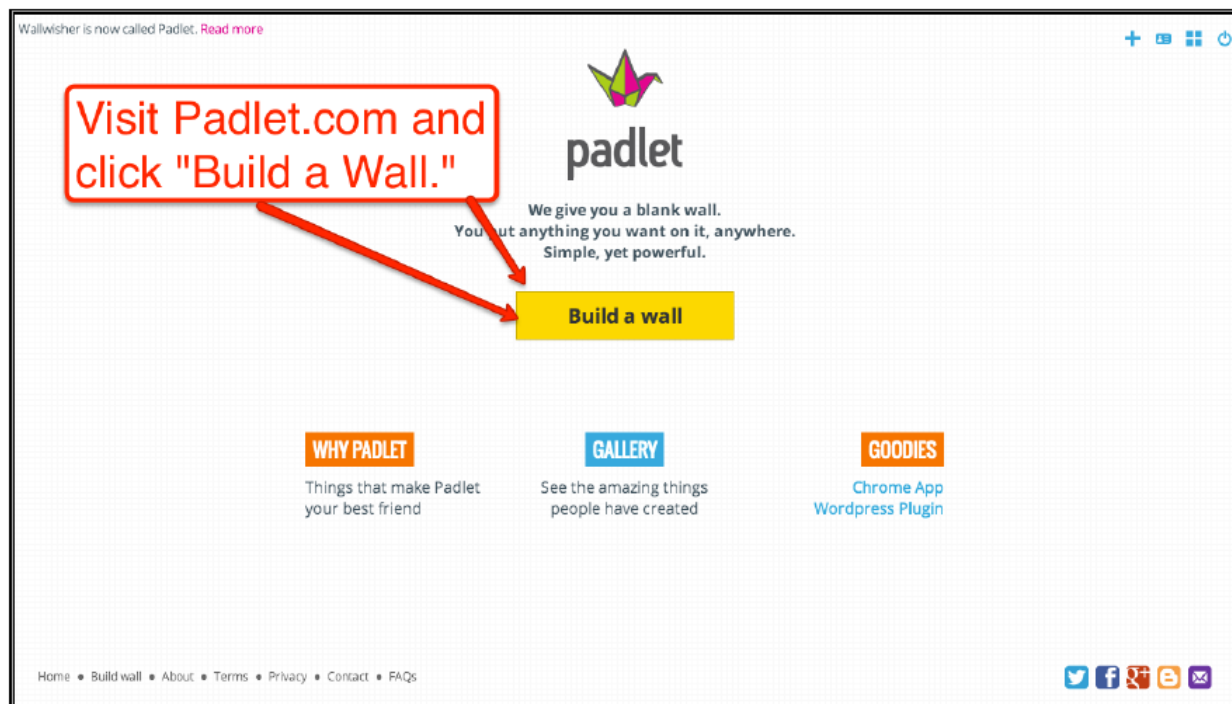 Wallwisher is now called Padlet. Read more
Visit Padlet.com and
click "Build a Wall."
padlet
We give you a blank wall.
You put anything you want on it, anywhere.
Simple, yet powerful.
Build a wall
WHY PADLET
Things that make Padlet
your best friend
GALLERY
See the amazing things
people have created
GOODIES
Chrome App
Wordpress Plugin
Home • Build wall • About • Terms • Privacy • Contact • FAQs